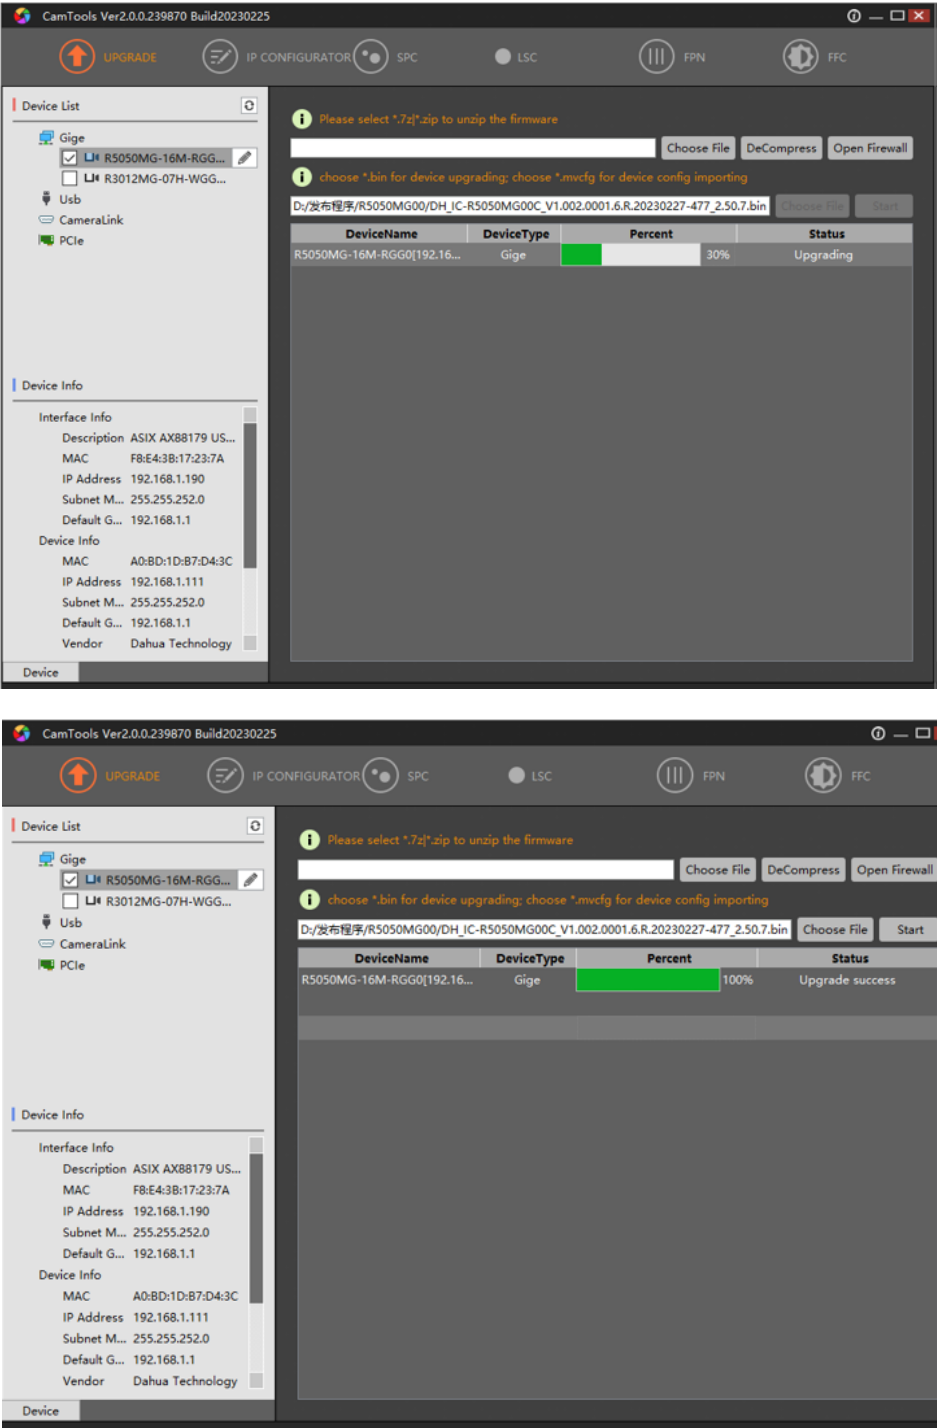 CamTools Ver2.0.0.239870 Build20230225
UPGRADE
IP CONFIGURATOR
SPC
LSC
FPN
FFC
Device List
Gige
R5050MG-16M-RGG...
R3012MG-07H-WGG...
Usb
CameraLink
PCIe
Please select *.7z|*.zip to unzip the firmware
Choose File DeCompress Open Firewall
choose *.bin for device upgrading; choose *.mvcfg for device config importing
D:/发布程序/R5050MG00/DH_IC-R5050MG00C_V1.002.0001.6.R.20230227-477_2.50.7.bin Choose File Start
DeviceName DeviceType Percent Status
R5050MG-16M-RGG0[192.16... Gige 30% Upgrading
Device Info
Interface Info
Description ASIX AX88179 US...
MAC F8:E4:3B:17:23:7A
IP Address 192.168.1.190
Subnet M... 255.255.252.0
Default G... 192.168.1.1
Device Info
MAC A0:BD:1D:B7:D4:3C
IP Address 192.168.1.111
Subnet M... 255.255.252.0
Default G... 192.168.1.1
Vendor Dahua Technology
Device
CamTools Ver2.0.0.239870 Build20230225
UPGRADE
IP CONFIGURATOR
SPC
LSC
FPN
FFC
Device List
Gige
R5050MG-16M-RGG...
R3012MG-07H-WGG...
Usb
CameraLink
PCIe
Please select *.7z|*.zip to unzip the firmware
Choose File DeCompress Open Firewall
choose *.bin for device upgrading; choose *.mvcfg for device config importing
D:/发布程序/R5050MG00/DH_IC-R5050MG00C_V1.002.0001.6.R.20230227-477_2.50.7.bin Choose File Start
DeviceName DeviceType Percent Status
R5050MG-16M-RGG0[192.16... Gige 100% Upgrade success
Device Info
Interface Info
Description ASIX AX88179 US...
MAC F8:E4:3B:17:23:7A
IP Address 192.168.1.190
Subnet M... 255.255.252.0
Default G... 192.168.1.1
Device Info
MAC A0:BD:1D:B7:D4:3C
IP Address 192.168.1.111
Subnet M... 255.255.252.0
Default G... 192.168.1.1
Vendor Dahua Technology
Device